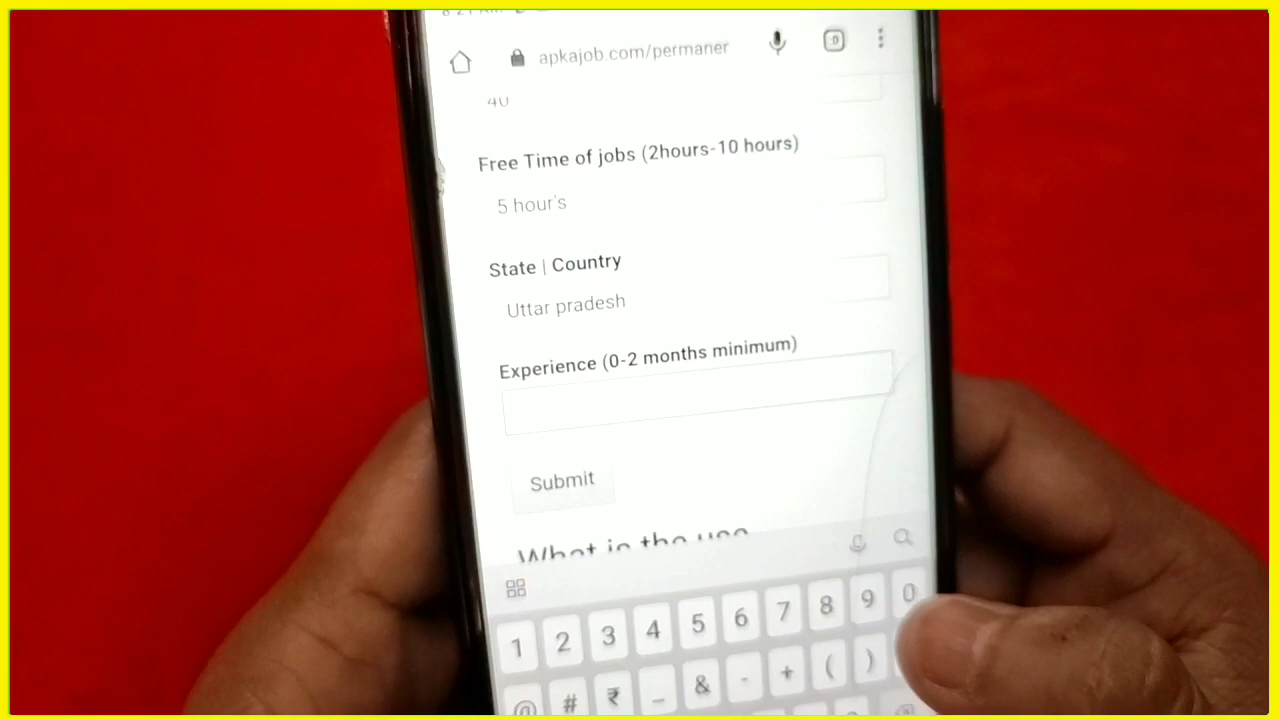 apkajob.com/permaner
40
Free Time of jobs (2hours-10 hours)
5 hour's
State | Country
Uttar pradesh
Experience (0-2 months minimum)
Submit
What is the use
1 2 3 4 5 6 7 8 9 0
@ # ₹ _ & - + ( )